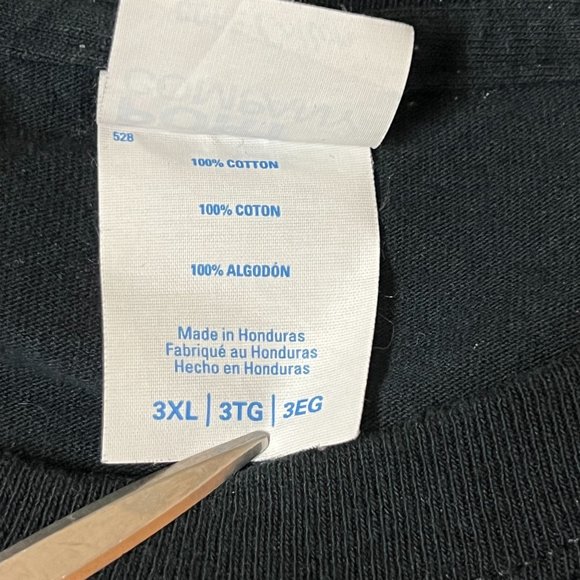 528
100% COTTON
100% COTON
100% ALGODÓN
Made in Honduras
Fabriqué au Honduras
Hecho en Honduras
3XL | 3TG | 3EG